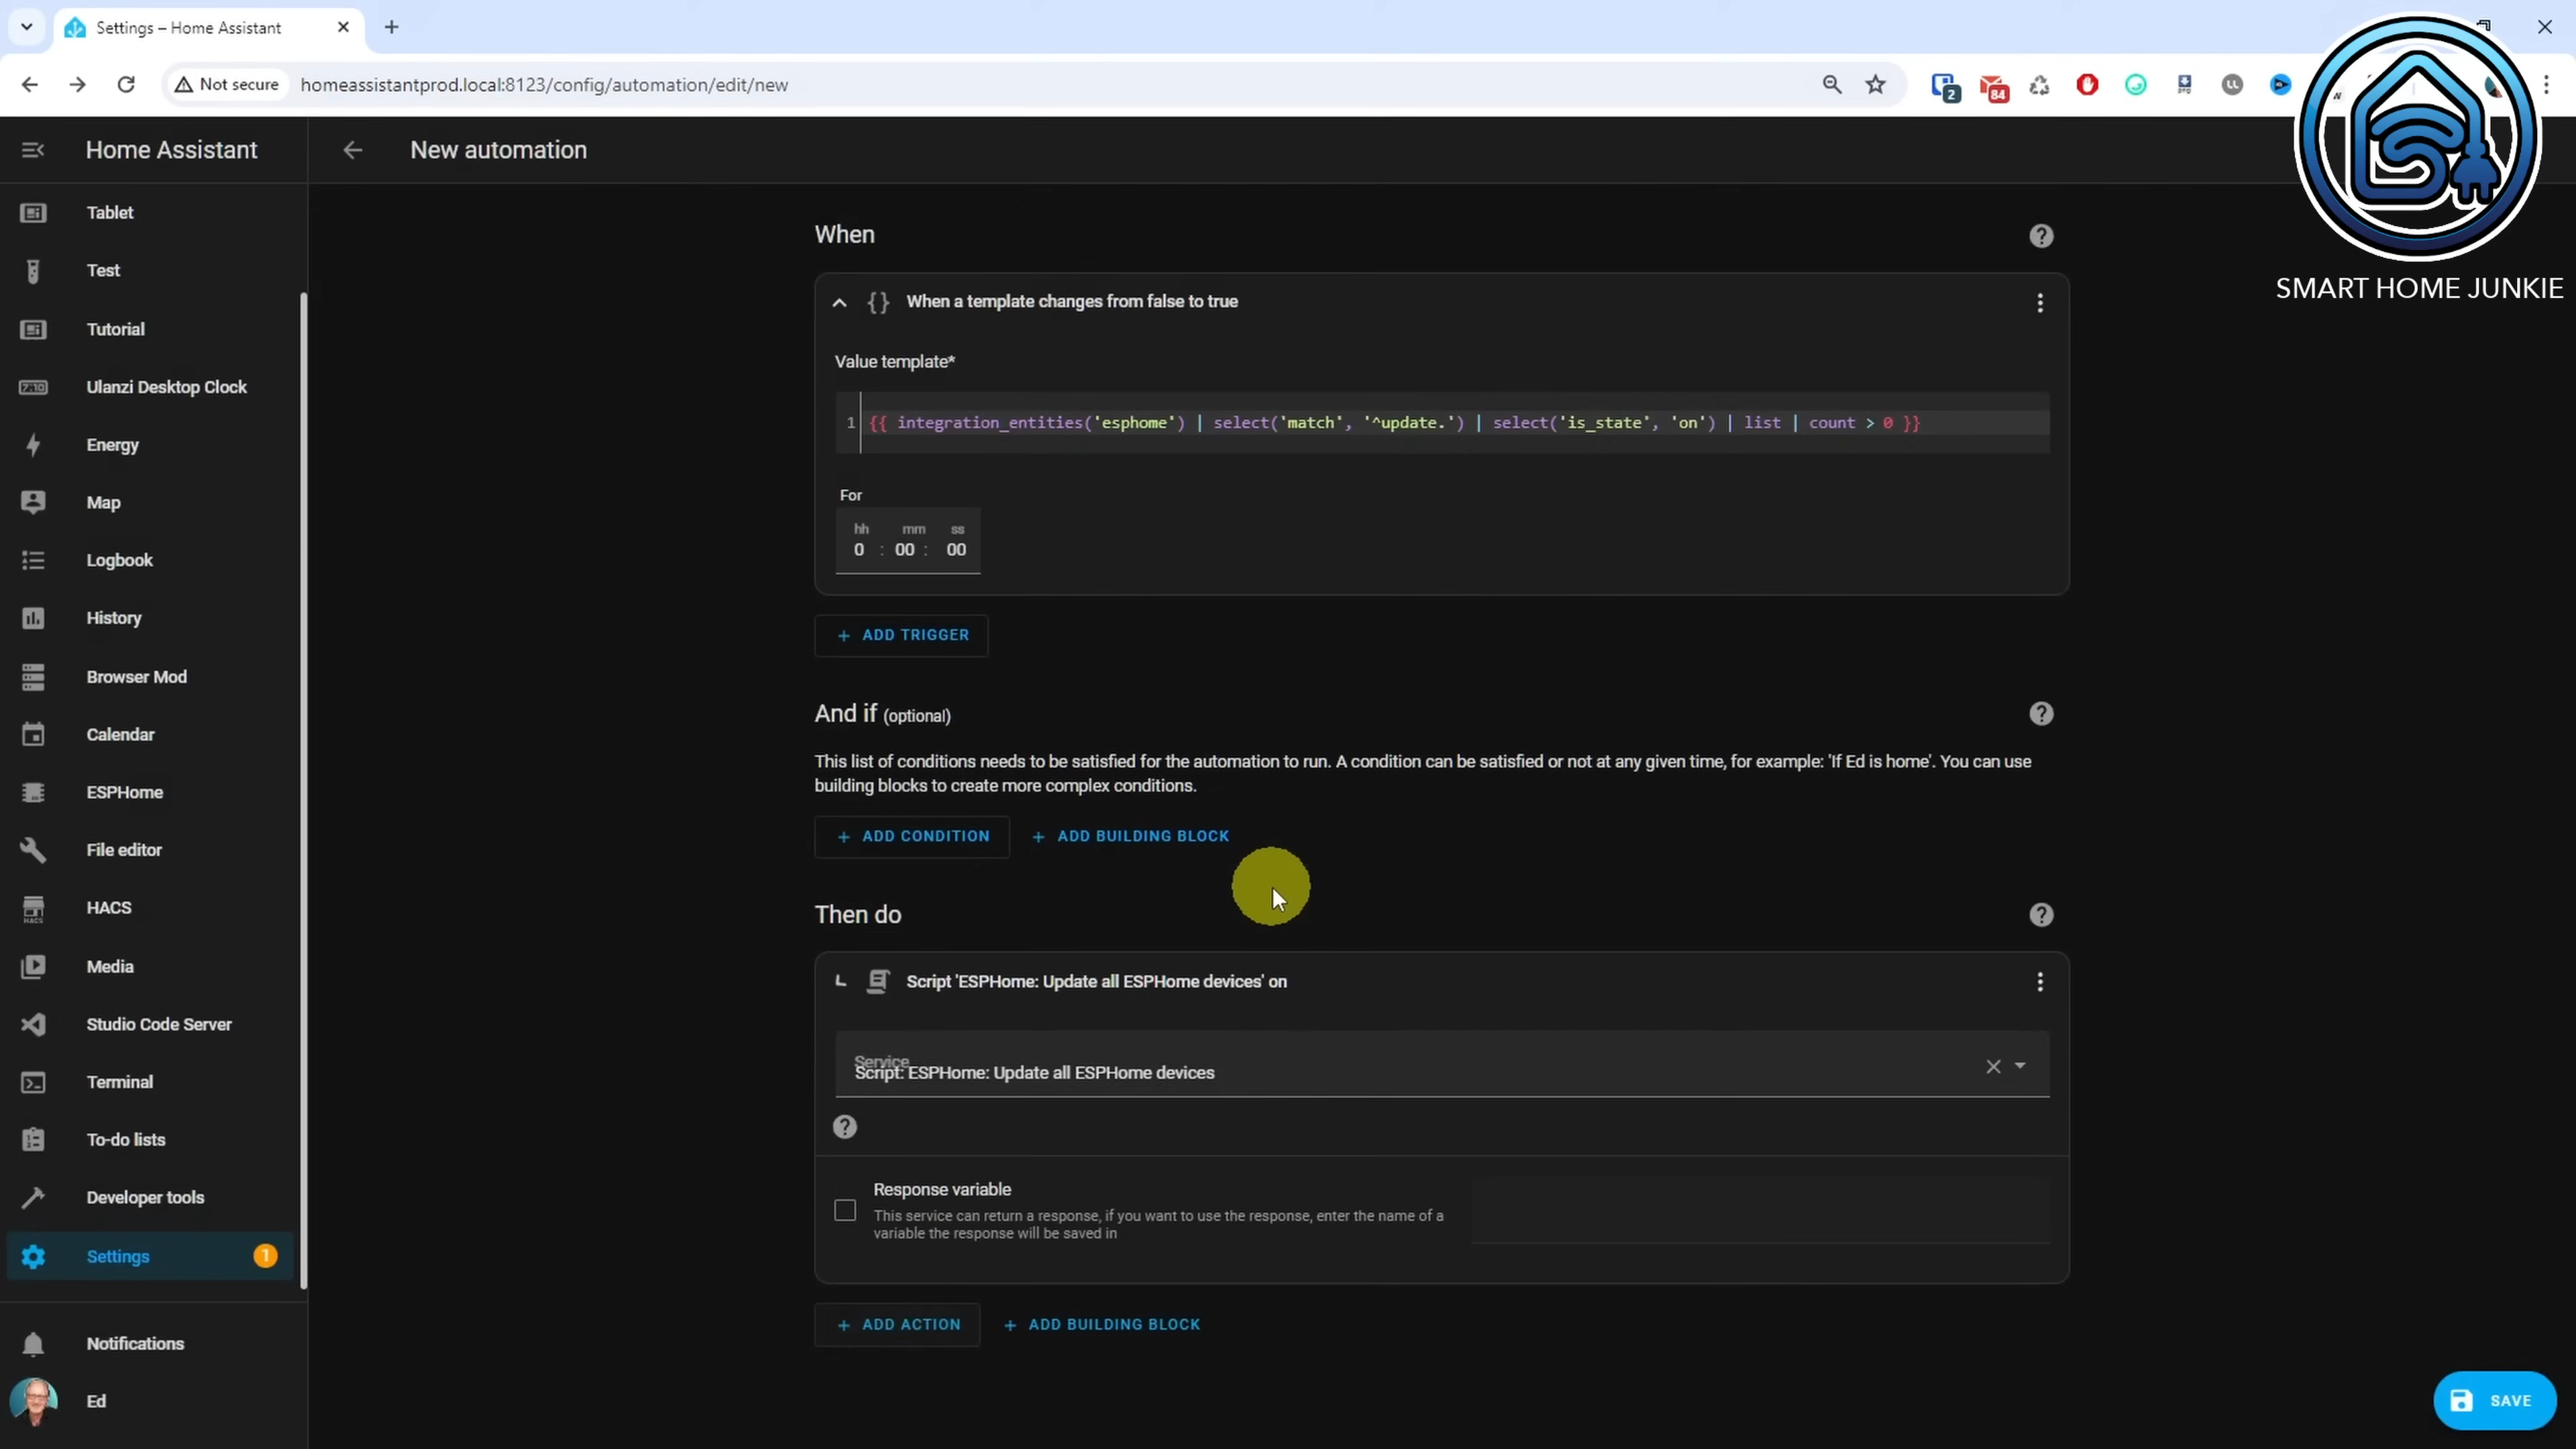 Settings – Home Assistant
Not secure
homeassistantprod.local:8123/config/automation/edit/new
2
84
Home Assistant
New automation
SMART HOME JUNKIE
Tablet
Test
Tutorial
7:10
Ulanzi Desktop Clock
Energy
Map
Logbook
History
Browser Mod
Calendar
ESPHome
File editor
HACS
HACS
Media
Studio Code Server
Terminal
To-do lists
Developer tools
Settings
1
Notifications
Ed
When
When a template changes from false to true
Value template*
1 {{ integration_entities('esphome') | select('match', '^update.') | select('is_state', 'on') | list | count > 0 }}
For
hh mm ss
0 : 00 : 00
+ ADD TRIGGER
And if (optional)
This list of conditions needs to be satisfied for the automation to run. A condition can be satisfied or not at any given time, for example: 'If Ed is home'. You can use
building blocks to create more complex conditions.
+ ADD CONDITION + ADD BUILDING BLOCK
Then do
Script 'ESPHome: Update all ESPHome devices' on
Service
Script: ESPHome: Update all ESPHome devices
Response variable
This service can return a response, if you want to use the response, enter the name of a
variable the response will be saved in
+ ADD ACTION + ADD BUILDING BLOCK
SAVE